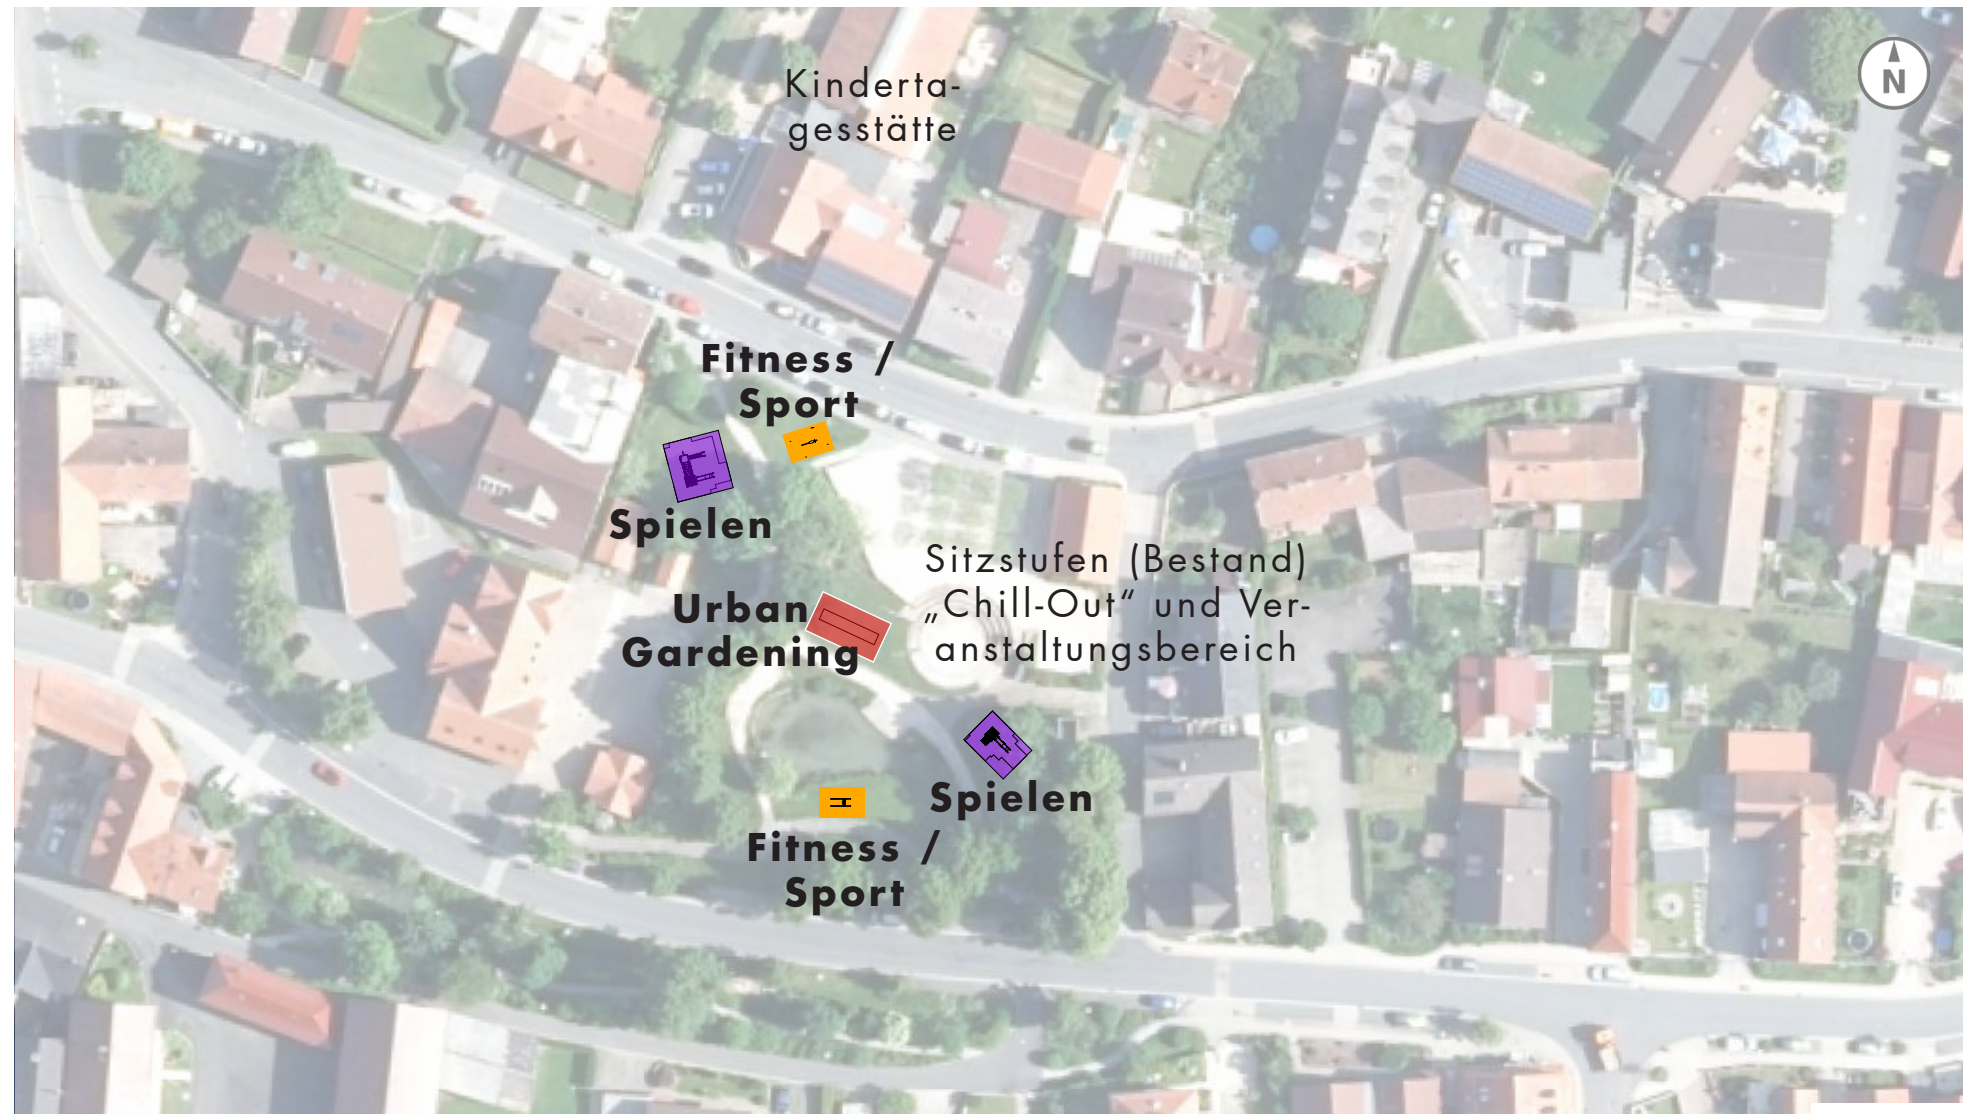 Kinderta-
gesstätte
N
Fitness /
Sport
Spielen
Sitzstufen (Bestand)
„Chill-Out“ und Ver-
anstaltungsbereich
Urban
Gardening
Spielen
Fitness /
Sport